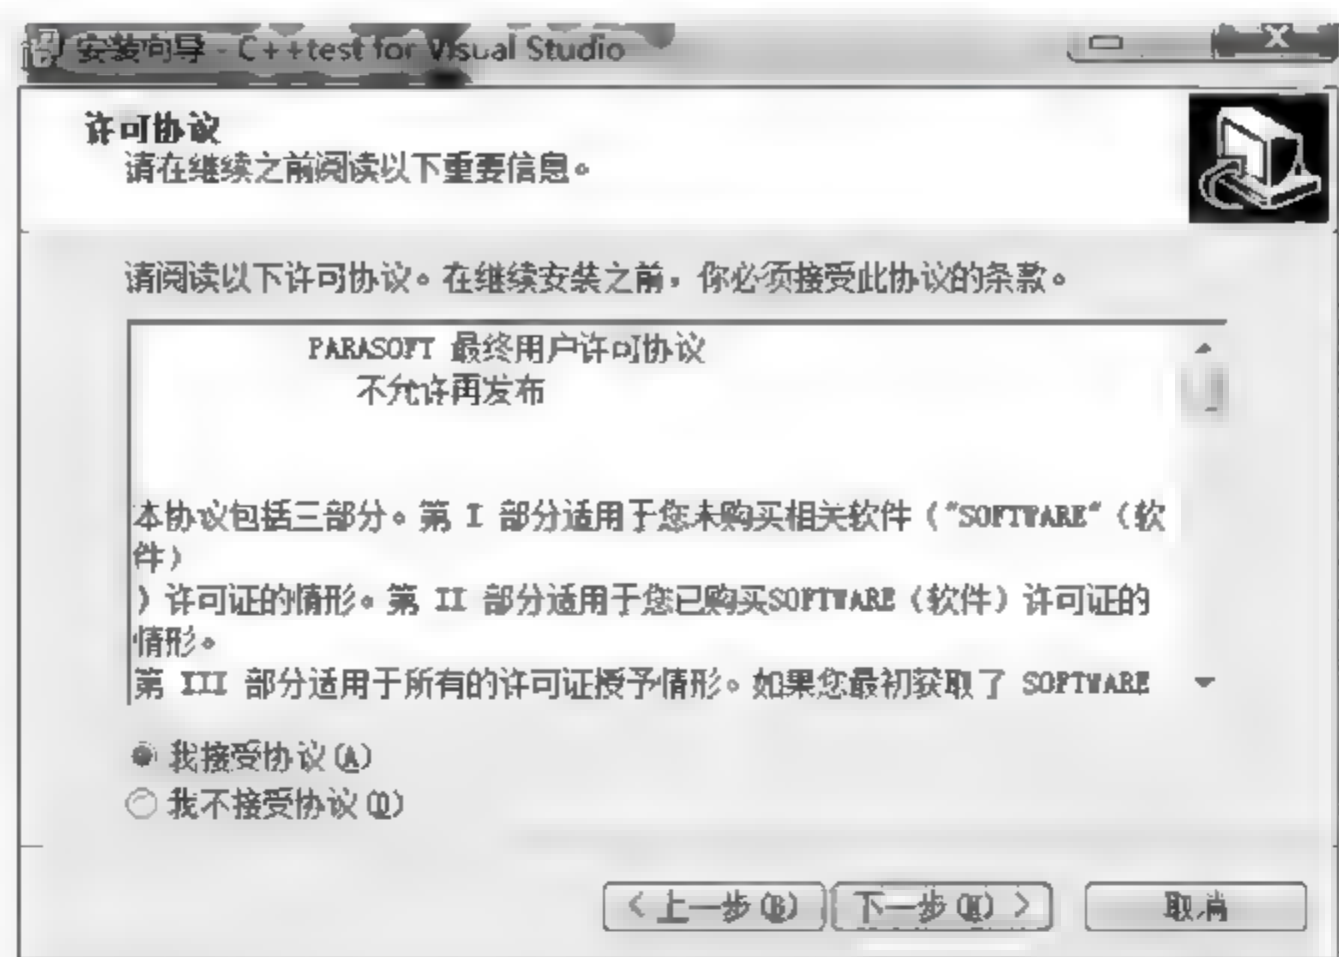 安装向导 - C++test for Visual Studio
许可协议
请在继续之前阅读以下重要信息。
请阅读以下许可协议。在继续安装之前，你必须接受此协议的条款。
PARASOFT 最终用户许可协议
不允许再发布
本协议包括三部分。第 I 部分适用于您未购买相关软件（"SOFTWARE"（软
件）
）许可证的情形。第 II 部分适用于您已购买SOFTWARE（软件）许可证的
情形。
第 III 部分适用于所有的许可证授予情形。如果您最初获取了 SOFTWARE
我接受协议(A)
我不接受协议(D)
< 上一步(B) 下一步(N) > 取消